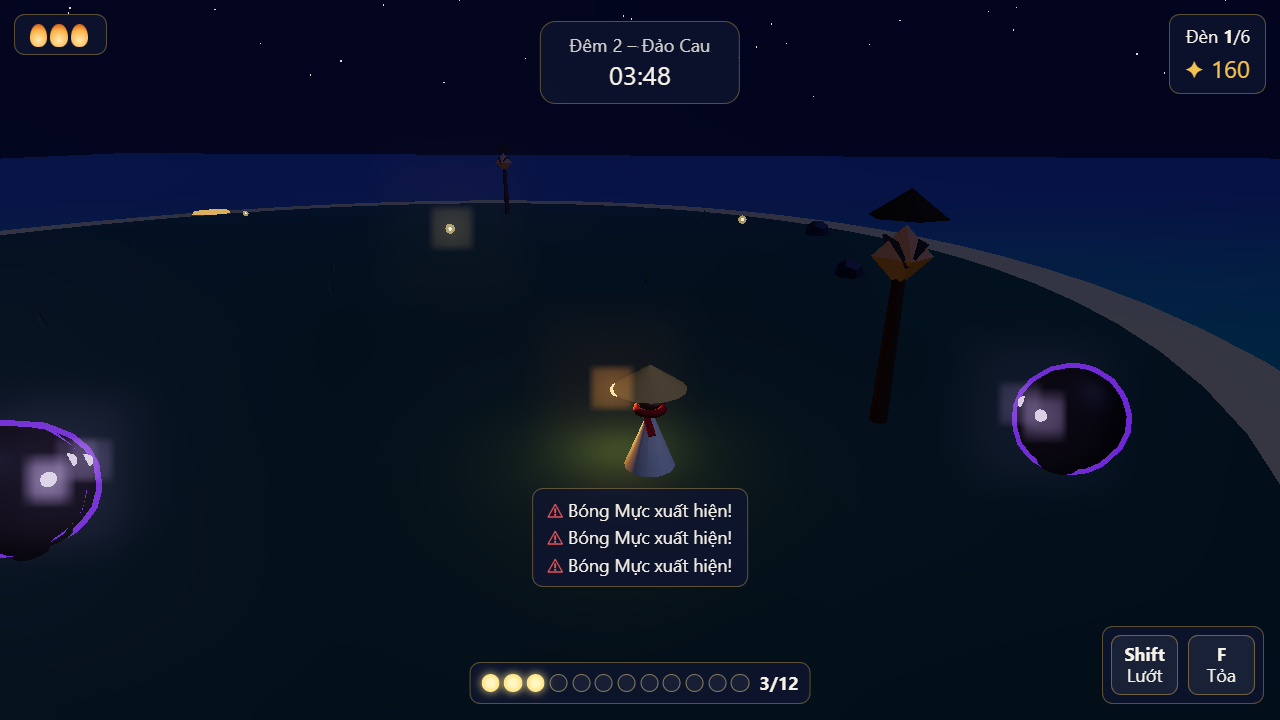 Đêm 2 – Đảo Cau
03:48
Đèn 1/6
160
Bóng Mực xuất hiện!
Bóng Mực xuất hiện!
Bóng Mực xuất hiện!
3/12
Shift
Lướt
F
Tỏa